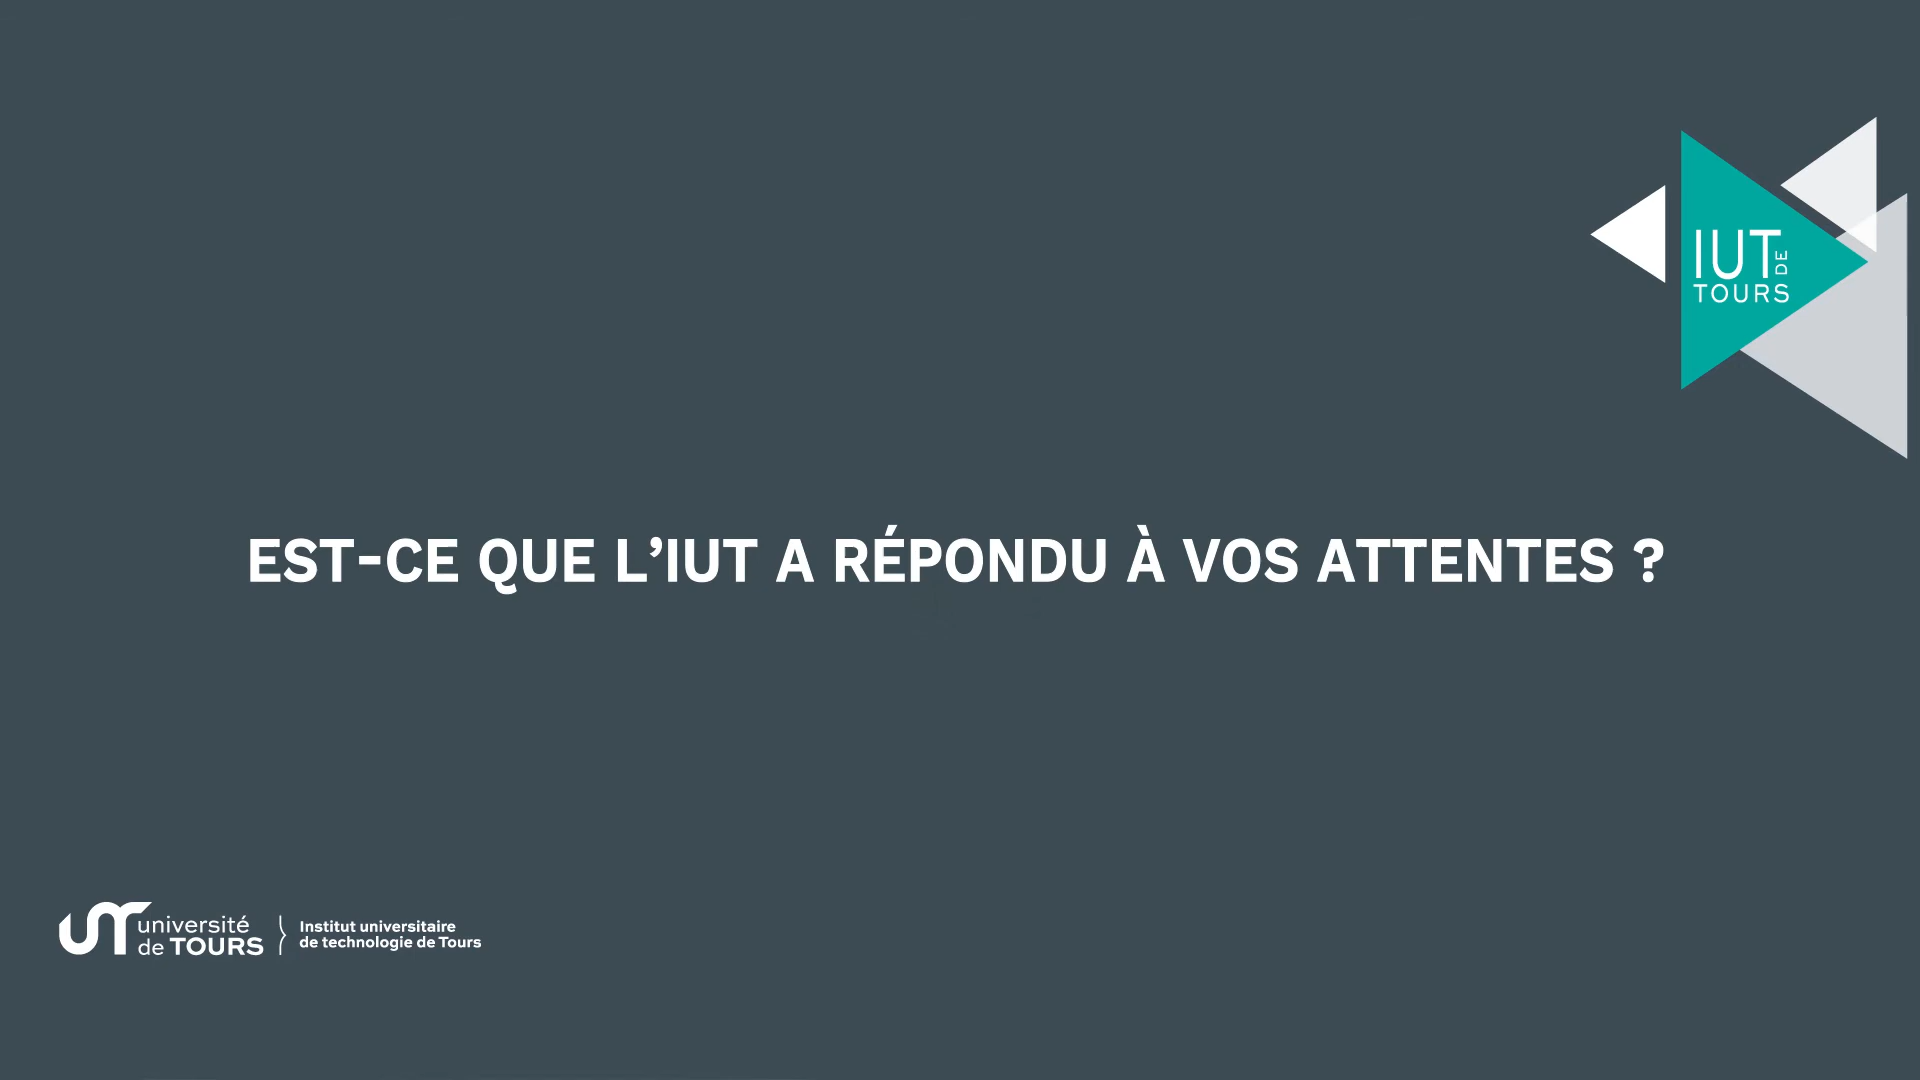 IUT DE
TOURS
EST-CE QUE L’IUT A RÉPONDU À VOS ATTENTES ?
université
de TOURS
Institut universitaire
de technologie de Tours